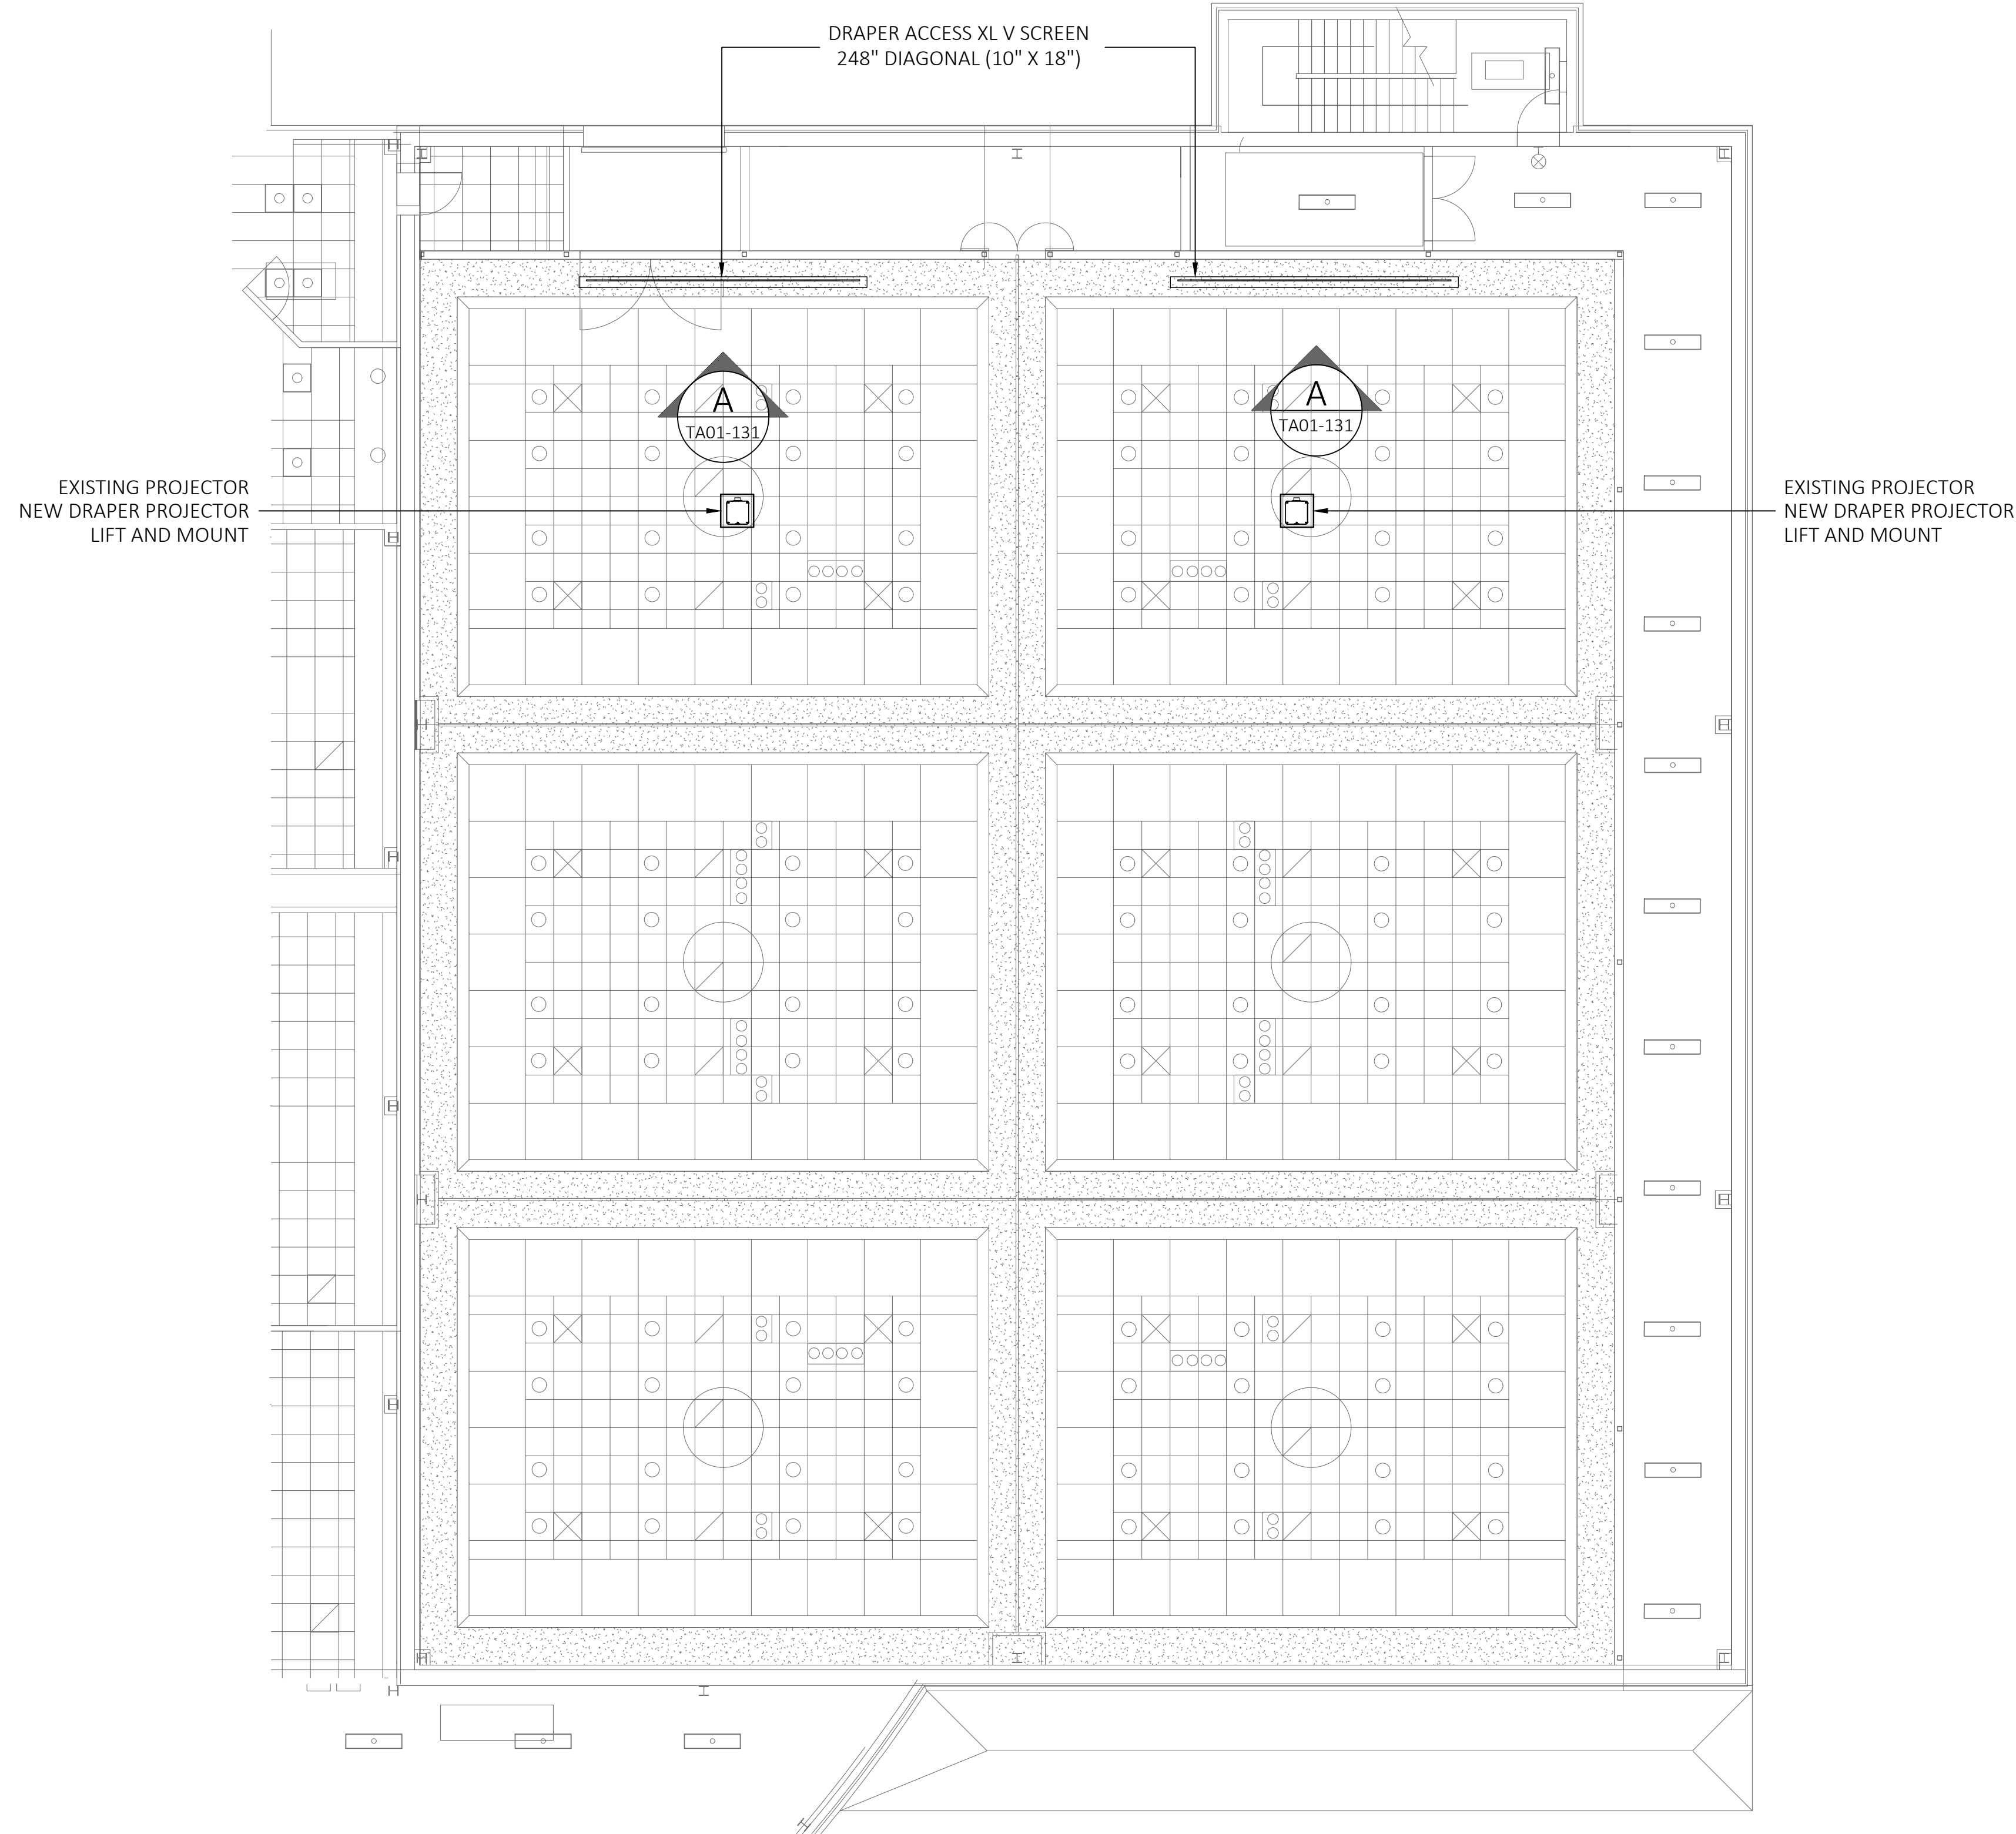 DRAPER ACCESS XL V SCREEN
248" DIAGONAL (10" X 18")
A
TA01-131
A
TA01-131
EXISTING PROJECTOR
NEW DRAPER PROJECTOR
LIFT AND MOUNT
EXISTING PROJECTOR
NEW DRAPER PROJECTOR
LIFT AND MOUNT